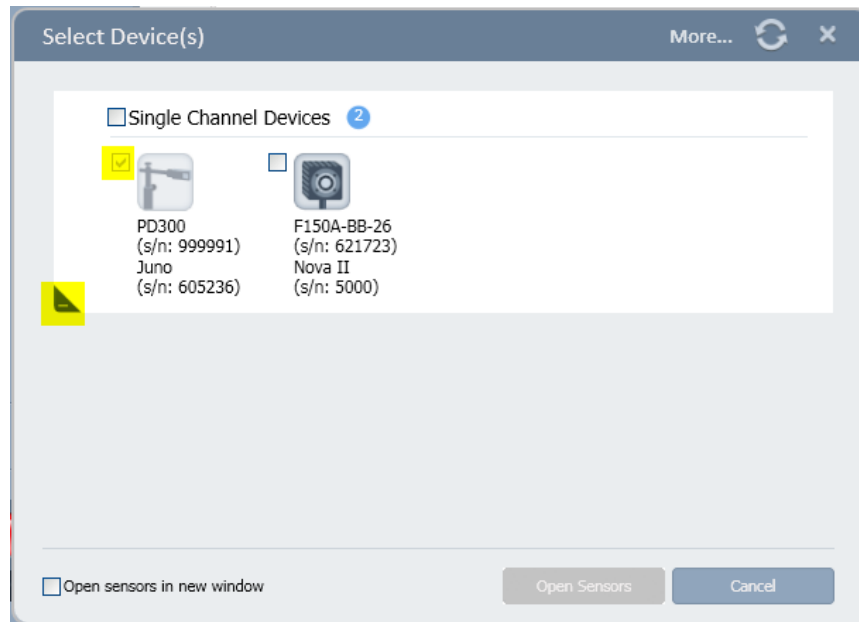 Select Device(s) More...
Single Channel Devices 2
PD300
(s/n: 999991)
Juno
(s/n: 605236)
F150A-BB-26
(s/n: 621723)
Nova II
(s/n: 5000)
Open sensors in new window Open Sensors Cancel